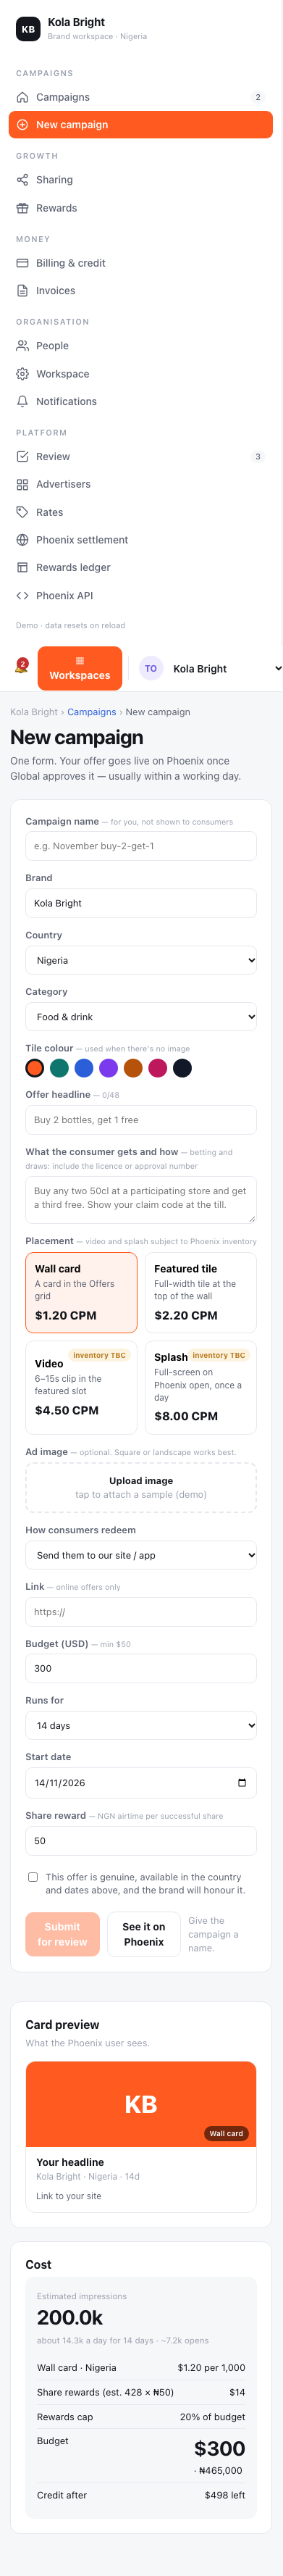 KB
Kola Bright
Brand workspace · Nigeria
CAMPAIGNS
Campaigns
2
New campaign
GROWTH
Sharing
Rewards
MONEY
Billing & credit
Invoices
ORGANISATION
People
Workspace
Notifications
PLATFORM
Review
3
Advertisers
Rates
Phoenix settlement
Rewards ledger
Phoenix API
Demo · data resets on reload
2
Workspaces
TO
Kola Bright
Kola Bright › Campaigns › New campaign
New campaign
One form. Your offer goes live on Phoenix once
Global approves it — usually within a working day.
Campaign name — for you, not shown to consumers
e.g. November buy-2-get-1
Brand
Kola Bright
Country
Nigeria
Category
Food & drink
Tile colour — used when there's no image
Offer headline — 0/48
Buy 2 bottles, get 1 free
What the consumer gets and how — betting and
draws: include the licence or approval number
Buy any two 50cl at a participating store and get
a third free. Show your claim code at the till.
Placement — video and splash subject to Phoenix inventory
Wall card
A card in the Offers
grid
$1.20 CPM
Featured tile
Full-width tile at the
top of the wall
$2.20 CPM
Inventory TBC
Video
6–15s clip in the
featured slot
$4.50 CPM
Inventory TBC
Splash
Full-screen on
Phoenix open, once a
day
$8.00 CPM
Ad image — optional. Square or landscape works best.
Upload image
tap to attach a sample (demo)
How consumers redeem
Send them to our site / app
Link — online offers only
https://
Budget (USD) — min $50
300
Runs for
14 days
Start date
14/11/2026
Share reward — NGN airtime per successful share
50
This offer is genuine, available in the country
and dates above, and the brand will honour it.
Submit
for review
See it on
Phoenix
Give the
campaign a
name.
Card preview
What the Phoenix user sees.
KB
Wall card
Your headline
Kola Bright · Nigeria · 14d
Link to your site
Cost
Estimated impressions
200.0k
about 14.3k a day for 14 days · ~7.2k opens
Wall card · Nigeria
$1.20 per 1,000
Share rewards (est. 428 × ₦50)
$14
Rewards cap
20% of budget
Budget
$300
· ₦465,000
Credit after
$498 left